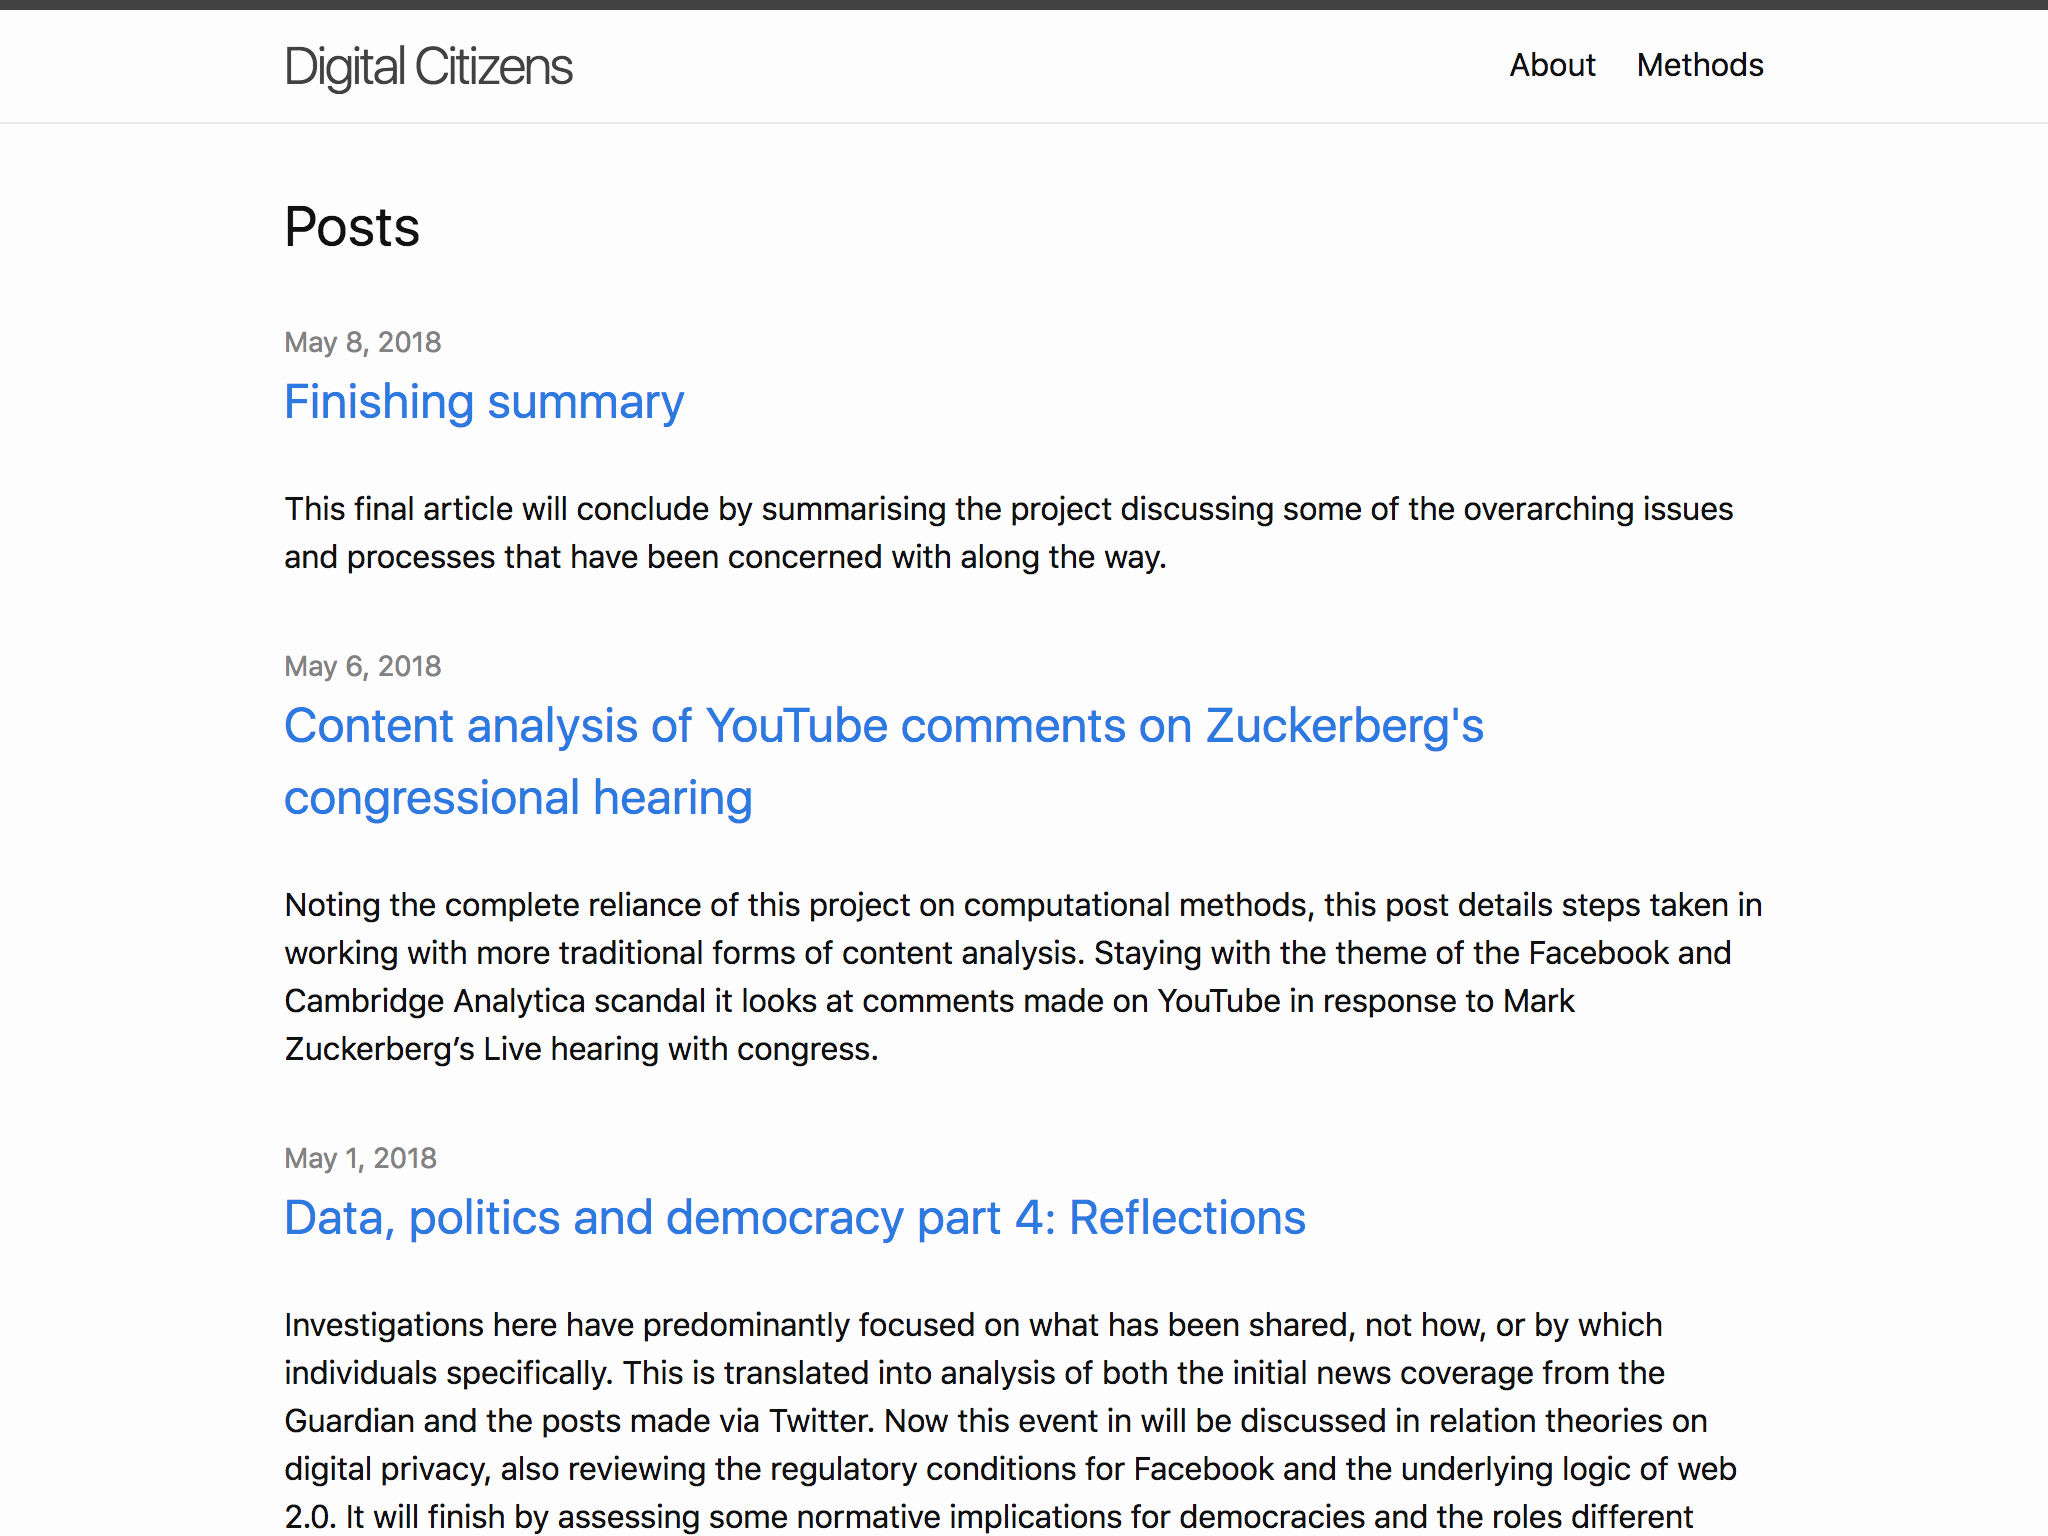 Digital Citizens
About Methods
Posts
May 8, 2018
Finishing summary
This final article will conclude by summarising the project discussing some of the overarching issues
and processes that have been concerned with along the way.
May 6, 2018
Content analysis of YouTube comments on Zuckerberg's
congressional hearing
Noting the complete reliance of this project on computational methods, this post details steps taken in
working with more traditional forms of content analysis. Staying with the theme of the Facebook and
Cambridge Analytica scandal it looks at comments made on YouTube in response to Mark
Zuckerberg’s Live hearing with congress.
May 1, 2018
Data, politics and democracy part 4: Reflections
Investigations here have predominantly focused on what has been shared, not how, or by which
individuals specifically. This is translated into analysis of both the initial news coverage from the
Guardian and the posts made via Twitter. Now this event in will be discussed in relation theories on
digital privacy, also reviewing the regulatory conditions for Facebook and the underlying logic of web
2.0. It will finish by assessing some normative implications for democracies and the roles different